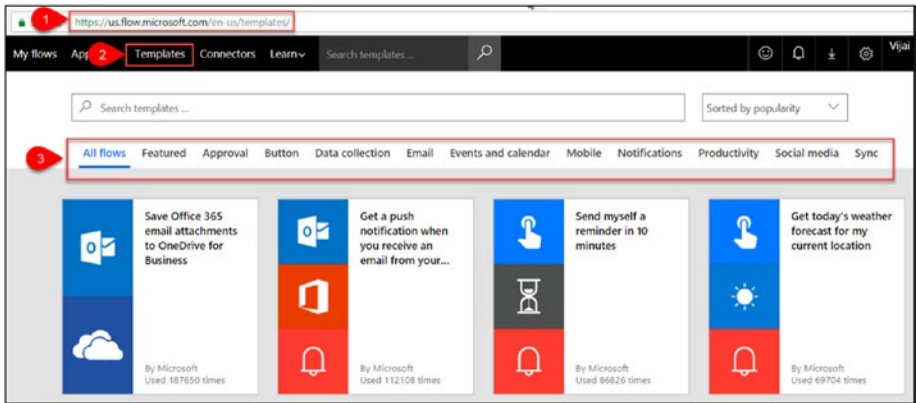 1
https://us.flow.microsoft.com/en-us/templates/
My flows App 2 Templates Connectors Learn Search templates ... Vijai
Search templates ... Sorted by popularity
3 All flows Featured Approval Button Data collection Email Events and calendar Mobile Notifications Productivity Social media Sync
Save Office 365
email attachments
to OneDrive for
Business
By Microsoft
Used 187650 times
Get a push
notification when
you receive an
email from your...
By Microsoft
Used 112108 times
Send myself a
reminder in 10
minutes
By Microsoft
Used 86826 times
Get today's weather
forecast for my
current location
By Microsoft
Used 69704 times